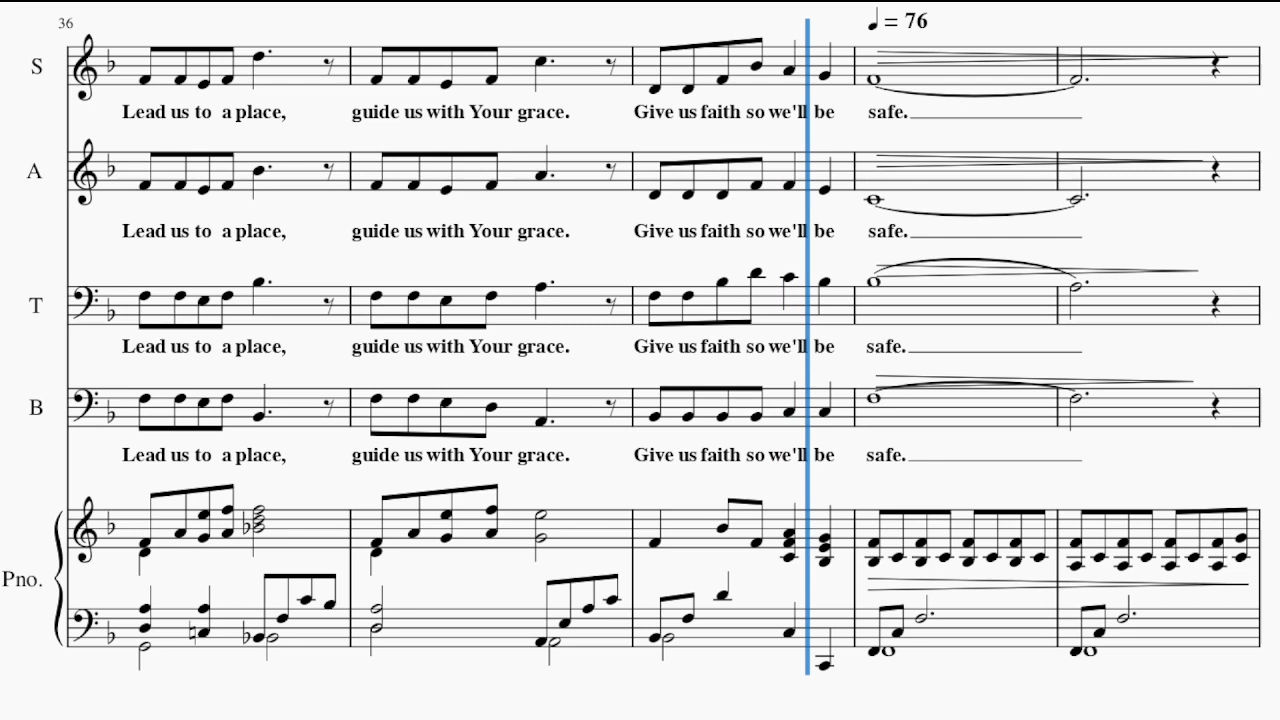 36
♩ = 76
S
Lead us to a place, guide us with Your grace. Give us faith so we'll be safe.
A
Lead us to a place, guide us with Your grace. Give us faith so we'll be safe.
T
Lead us to a place, guide us with Your grace. Give us faith so we'll be safe.
B
Lead us to a place, guide us with Your grace. Give us faith so we'll be safe.
Pno.